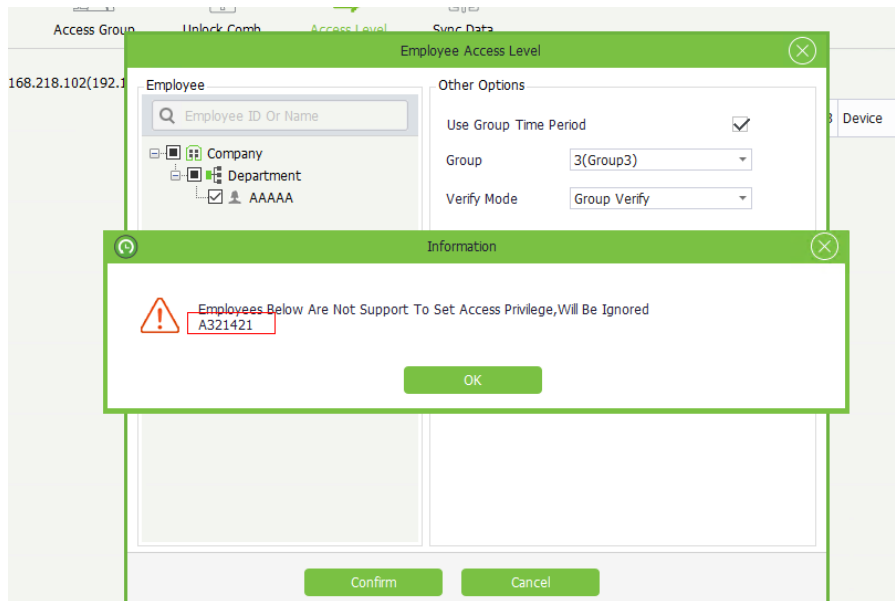 Access Group Unlock Comb Access Level Sync Data
Employee Access Level
168.218.102(192.1
Employee
Other Options
Employee ID Or Name
Use Group Time Period
Device
Company
Group 3(Group3)
Department
AAAAA
Verify Mode Group Verify
Information
Employees Below Are Not Support To Set Access Privilege,Will Be Ignored
A321421
OK
Confirm Cancel